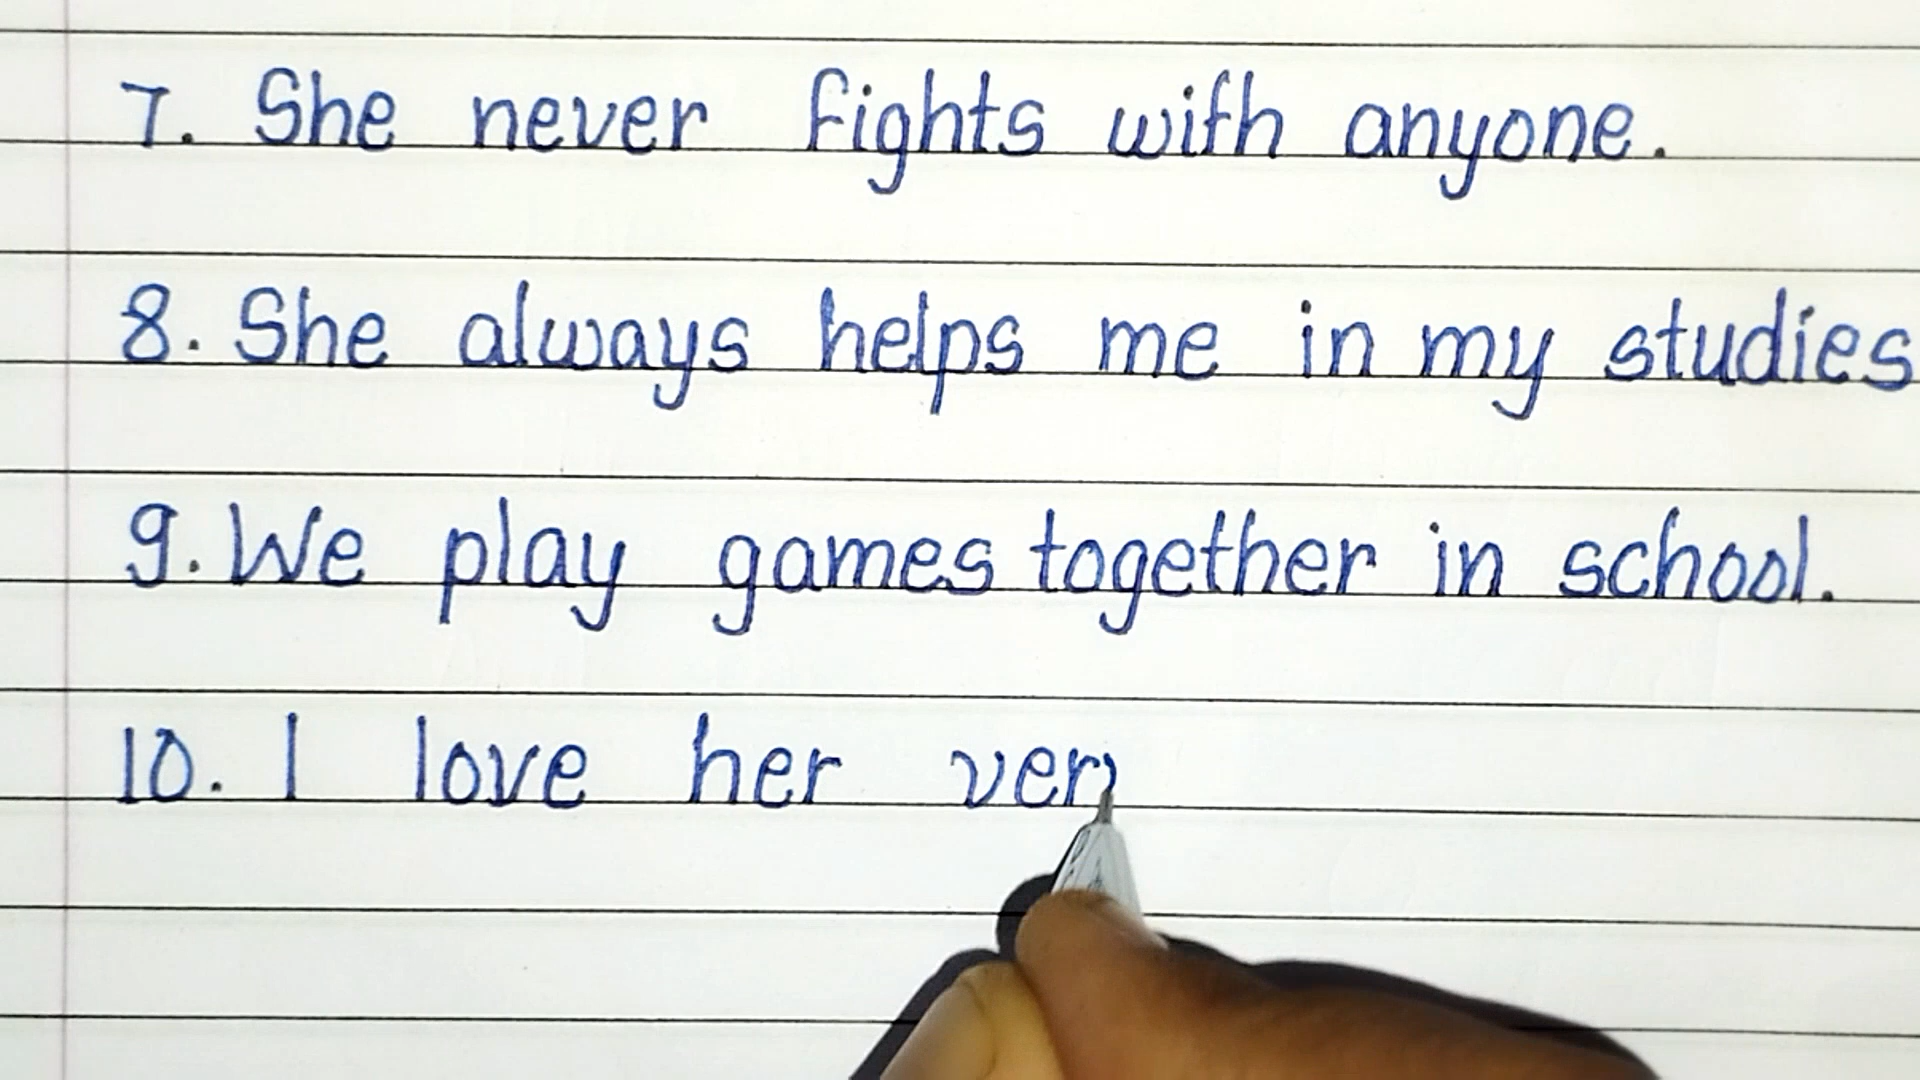 7. She never fights with anyone.
8. She always helps me in my studies
9. We play games together in school.
10. I love her ver